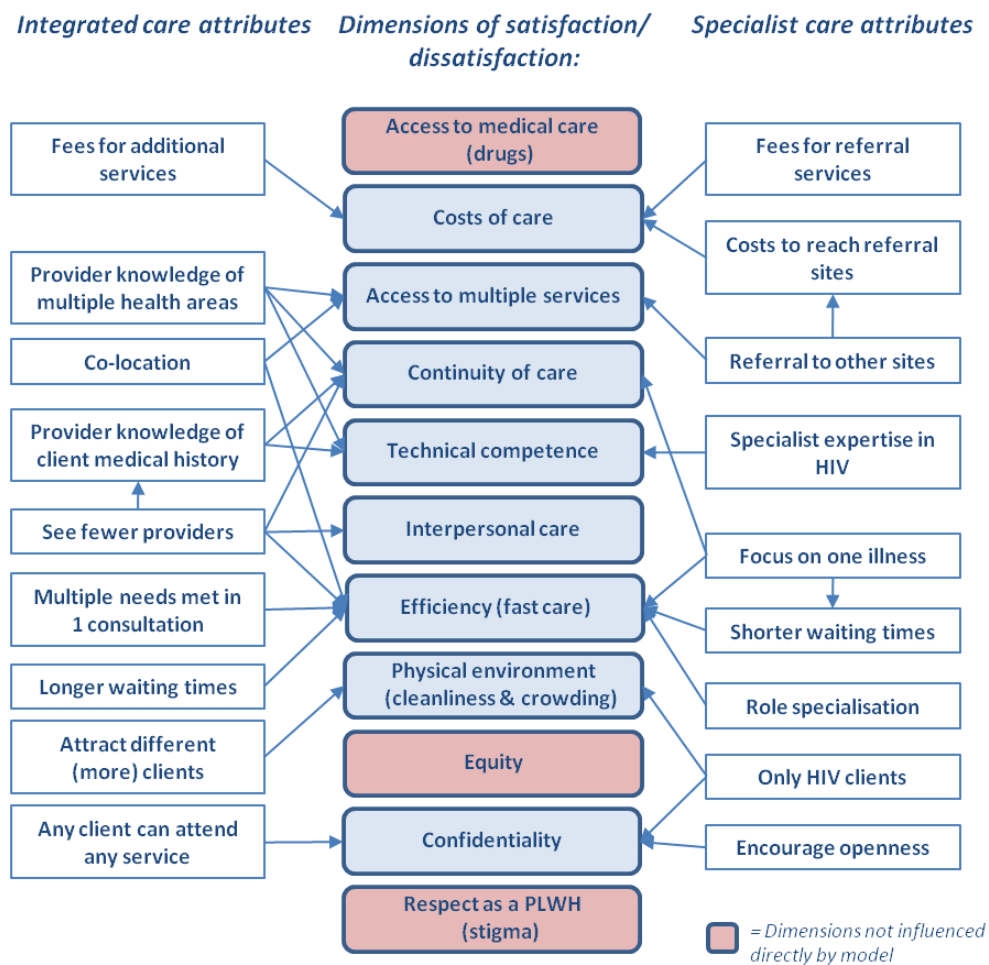 Integrated care attributes
Dimensions of satisfaction/
dissatisfaction:
Specialist care attributes
Fees for additional
services
Provider knowledge of
multiple health areas
Co-location
Provider knowledge of
client medical history
See fewer providers
Multiple needs met in
1 consultation
Longer waiting times
Attract different
(more) clients
Any client can attend
any service
Access to medical care
(drugs)
Costs of care
Access to multiple services
Continuity of care
Technical competence
Interpersonal care
Efficiency (fast care)
Physical environment
(cleanliness & crowding)
Equity
Confidentiality
Respect as a PLWH
(stigma)
Fees for referral
services
Costs to reach referral
sites
Referral to other sites
Specialist expertise in
HIV
Focus on one illness
Shorter waiting times
Role specialisation
Only HIV clients
Encourage openness
= Dimensions not influenced
directly by model